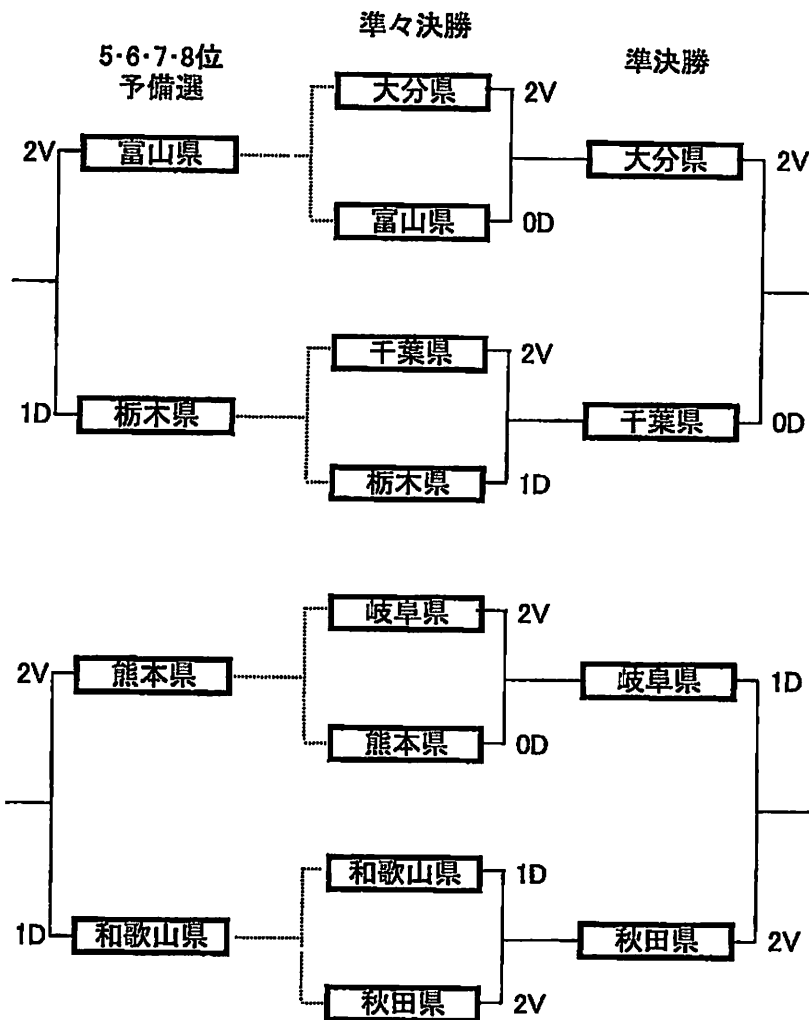 準々決勝
5・6・7・8位
予備選
準決勝
大分県 2V
2V 富山県
大分県 2V
富山県 0D
千葉県 2V
1D 栃木県
千葉県 0D
栃木県 1D
岐阜県 2V
2V 熊本県
岐阜県 1D
熊本県 0D
和歌山県 1D
1D 和歌山県
秋田県 2V
秋田県 2V